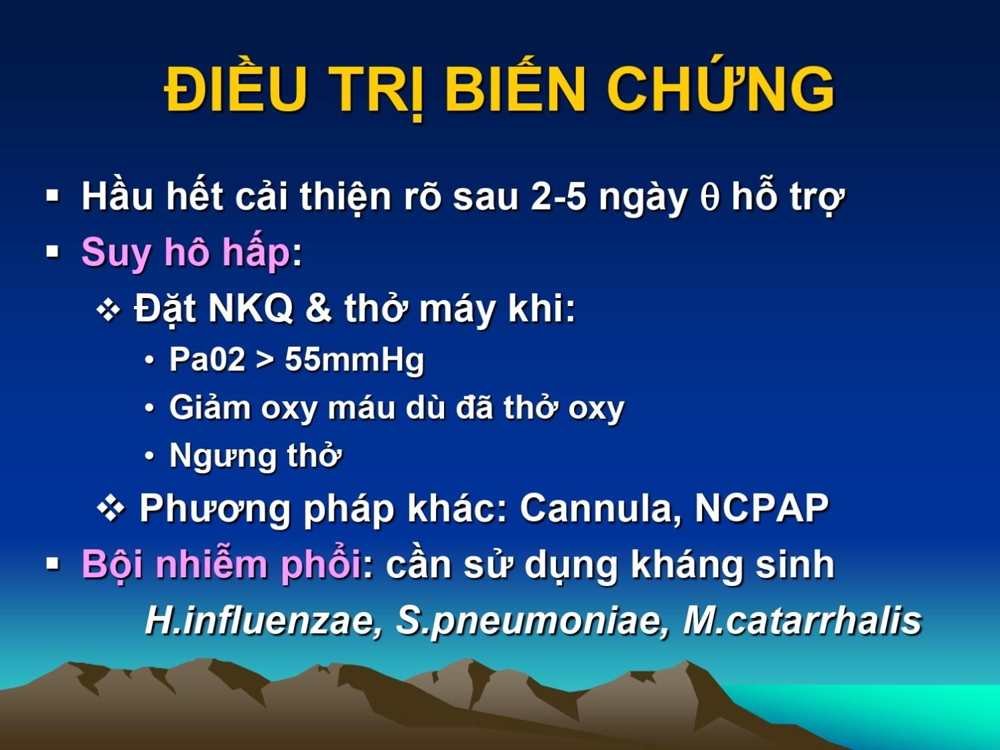 ĐIỀU TRỊ BIẾN CHỨNG
▪ Hầu hết cải thiện rõ sau 2-5 ngày θ hỗ trợ
▪ Suy hô hấp:
❖ Đặt NKQ & thở máy khi:
• Pa02 > 55mmHg
• Giảm oxy máu dù đã thở oxy
• Ngưng thở
❖ Phương pháp khác: Cannula, NCPAP
▪ Bội nhiễm phổi: cần sử dụng kháng sinh
H.influenzae, S.pneumoniae, M.catarrhalis